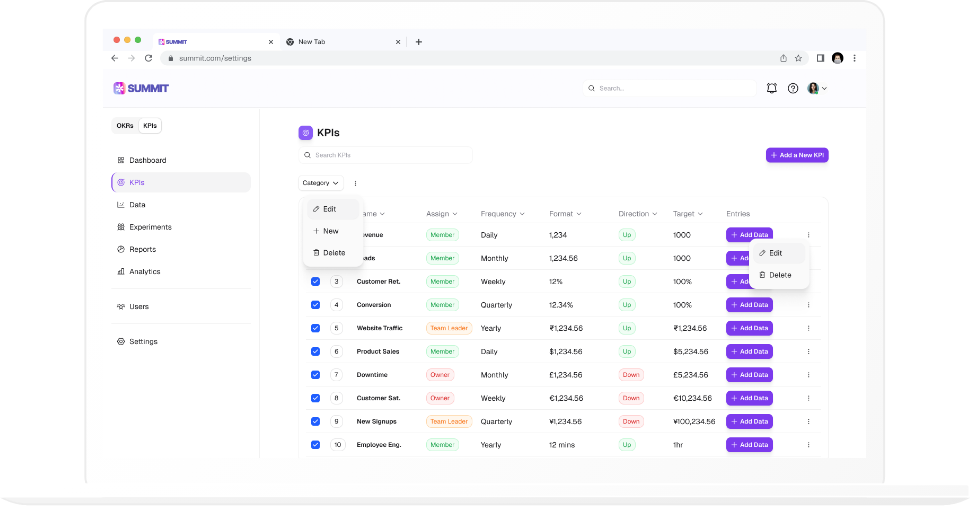 SUMMIT
New Tab
summit.com/settings
SUMMIT
Search...
OKRs KPIs
Dashboard
KPIs
Data
Experiments
Reports
Analytics
Users
Settings
KPIs
Search KPIs
+ Add a New KPI
Category
Edit
+ New
Delete
Assign Frequency Format Direction Target Entries
Member Daily 1,234 Up 1000 + Add Data
Member Monthly 1,234.56 Up 1000
Edit
Delete
3 Customer Ret. Member Weekly 12% Up 100%
4 Conversion Member Quarterly 12.34% Up 100% + Add Data
5 Website Traffic Team Leader Yearly ₹1,234.56 Up ₹1,234.56 + Add Data
6 Product Sales Member Daily $1,234.56 Up $5,234.56 + Add Data
7 Downtime Owner Monthly £1,234.56 Down £5,234.56 + Add Data
8 Customer Sat. Owner Weekly €1,234.56 Down €10,234.56 + Add Data
9 New Signups Team Leader Quarterly ¥1,234.56 Down ¥100,234.56 + Add Data
10 Employee Eng. Member Yearly 12 mins Up 1hr + Add Data